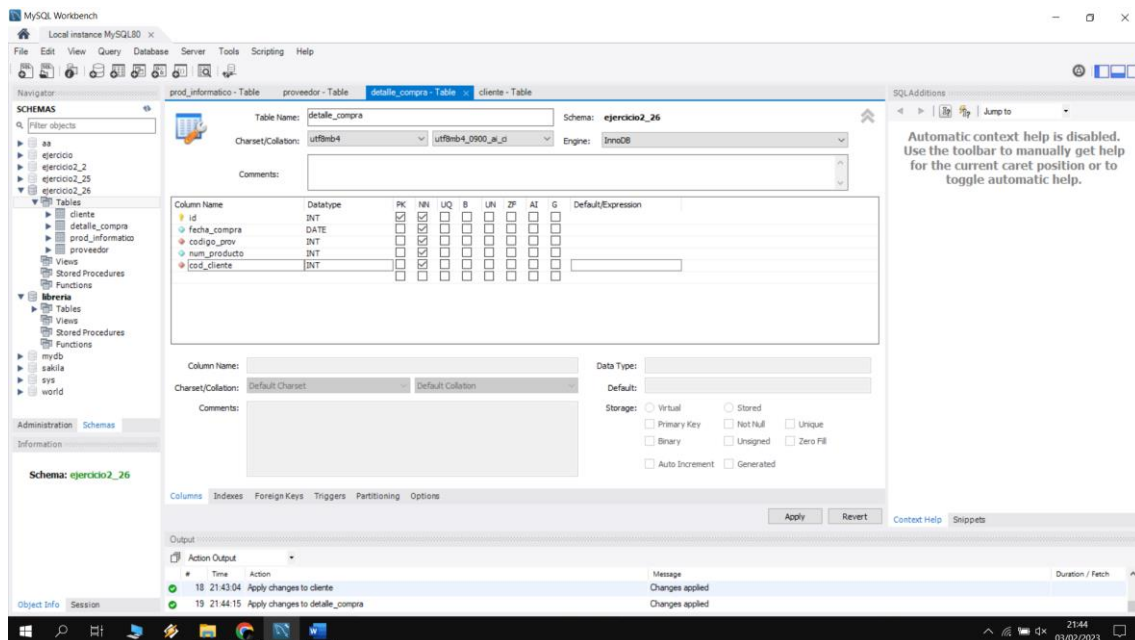 MySQL Workbench
Local instance MySQL80 ×
File Edit View Query Database Server Tools Scripting Help
Navigator
SCHEMAS
Filter objects
aa
ejercicio
ejercicio2_2
ejercicio2_25
ejercicio2_26
Tables
cliente
detalle_compra
prod_informatico
proveedor
Views
Stored Procedures
Functions
libreria
Tables
Views
Stored Procedures
Functions
mydb
sakila
sys
world
Administration Schemas
Information
Schema: ejercicio2_26
Object Info Session
prod_informatico - Table proveedor - Table detalle_compra - Table × cliente - Table
Table Name: detalle_compra Schema: ejercicio2_26
Charset/Collation: utf8mb4 utf8mb4_0900_ai_ci Engine: InnoDB
Comments:
Column Name Datatype PK NN UQ B UN ZF AI G Default/Expression
id INT
fecha_compra DATE
codigo_prov INT
num_producto INT
cod_cliente INT
Column Name: Data Type:
Charset/Collation: Default Charset Default Collation Default:
Comments: Storage: Virtual Stored
Primary Key Not Null Unique
Binary Unsigned Zero Fill
Auto Increment Generated
Columns Indexes Foreign Keys Triggers Partitioning Options
Apply Revert
Output
Action Output
# Time Action Message Duration / Fetch
18 21:43:04 Apply changes to cliente Changes applied
19 21:44:15 Apply changes to detalle_compra Changes applied
SQLAdditions
Jump to
Automatic context help is disabled.
Use the toolbar to manually get help
for the current caret position or to
toggle automatic help.
Context Help Snippets
21:44
03/02/2023